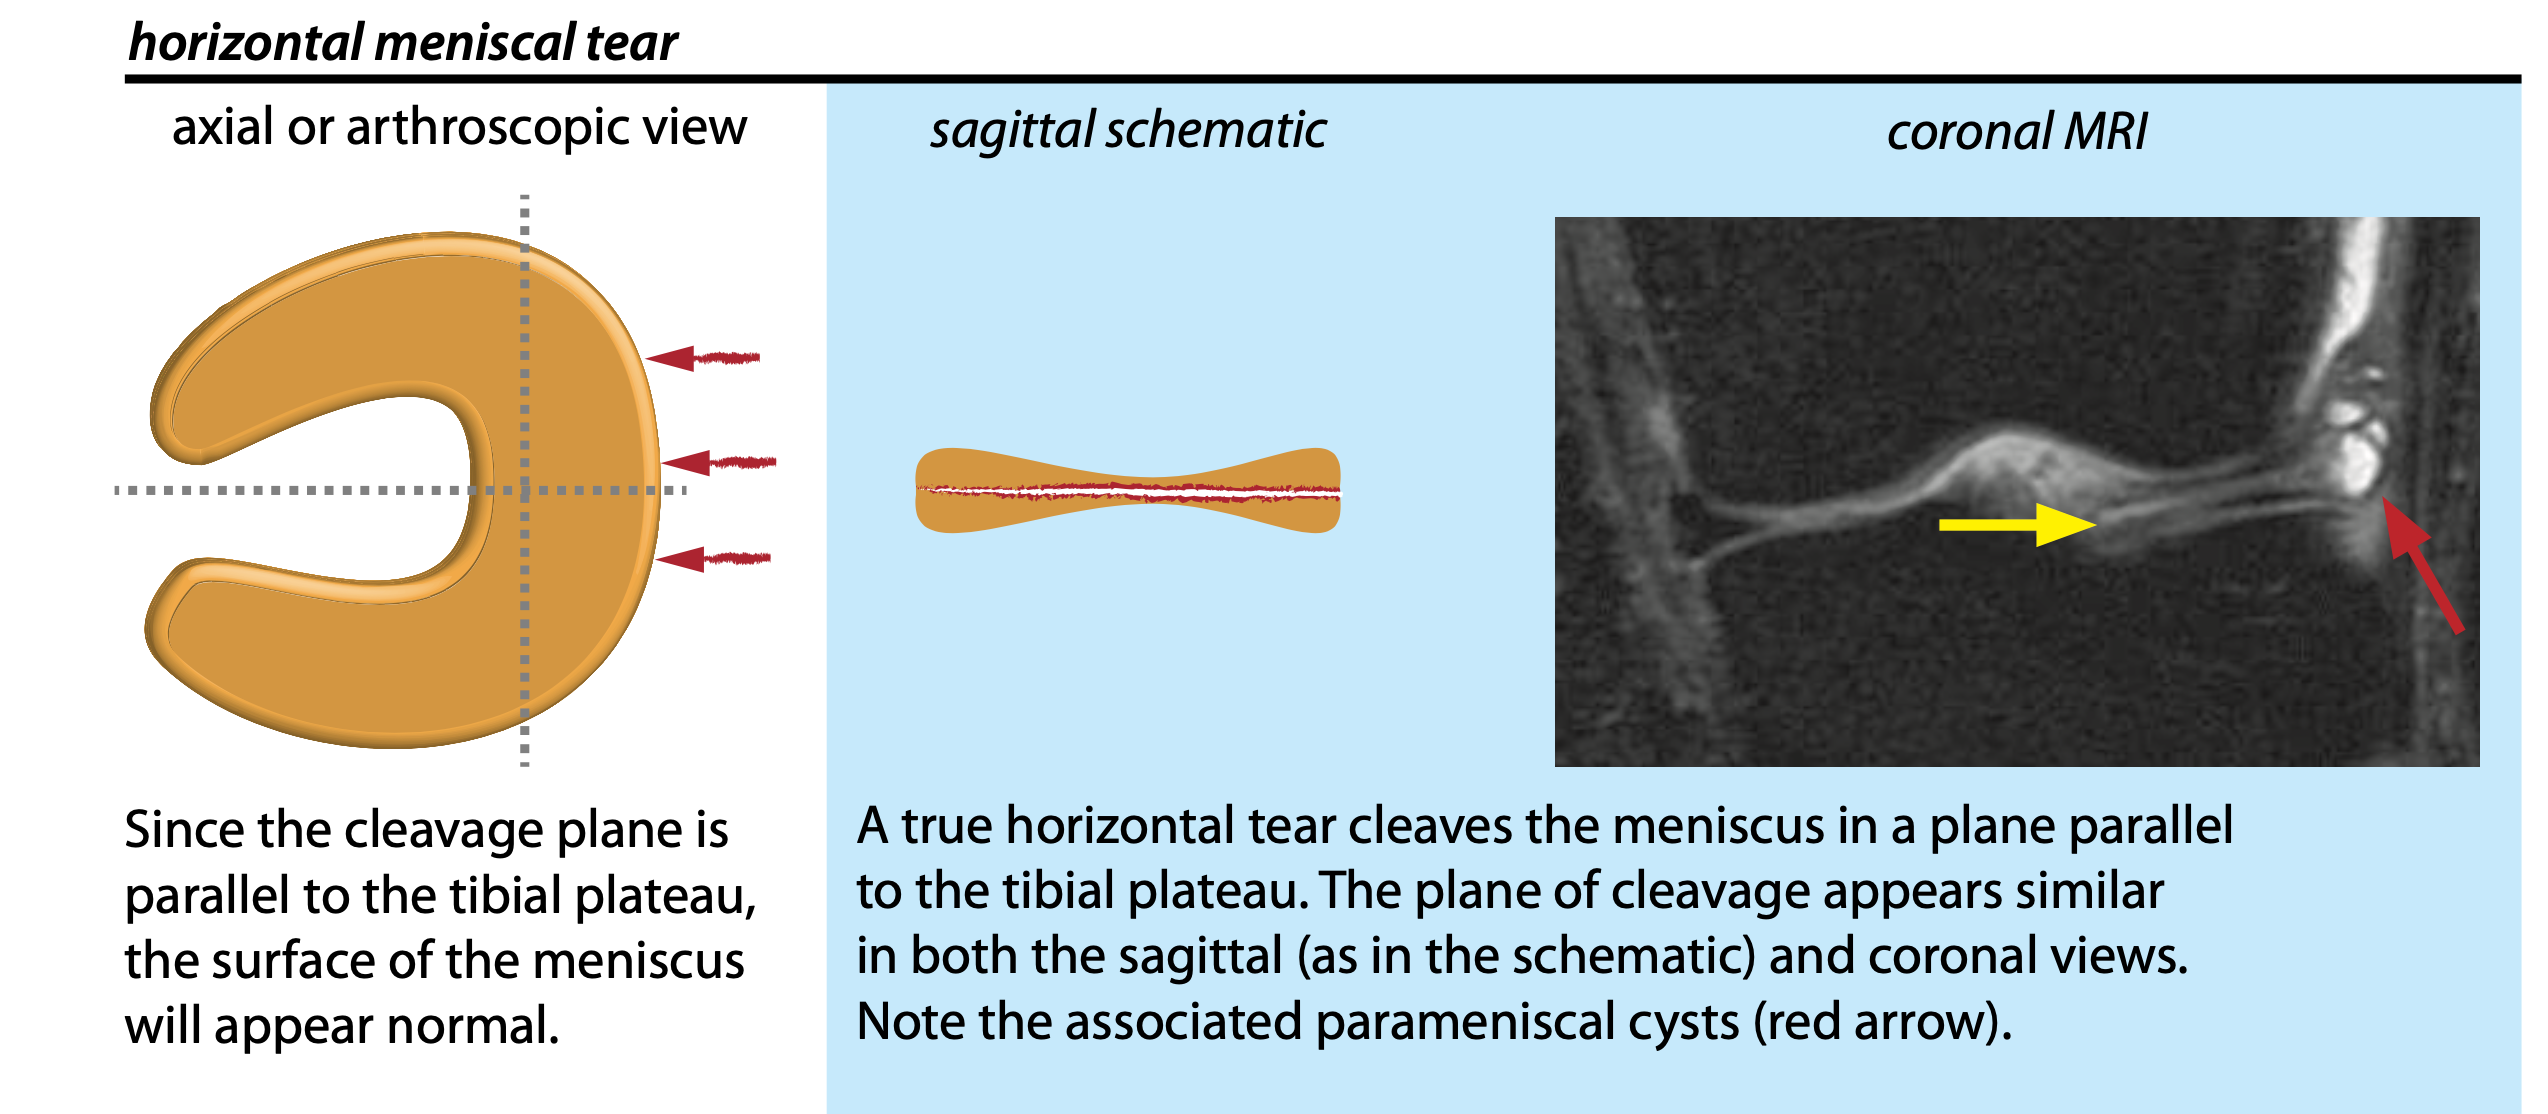 horizontal meniscal tear
axial or arthroscopic view
Since the cleavage plane is
parallel to the tibial plateau,
the surface of the meniscus
will appear normal.
sagittal schematic
coronal MRI
A true horizontal tear cleaves the meniscus in a plane parallel
to the tibial plateau. The plane of cleavage appears similar
in both the sagittal (as in the schematic) and coronal views.
Note the associated parameniscal cysts (red arrow).